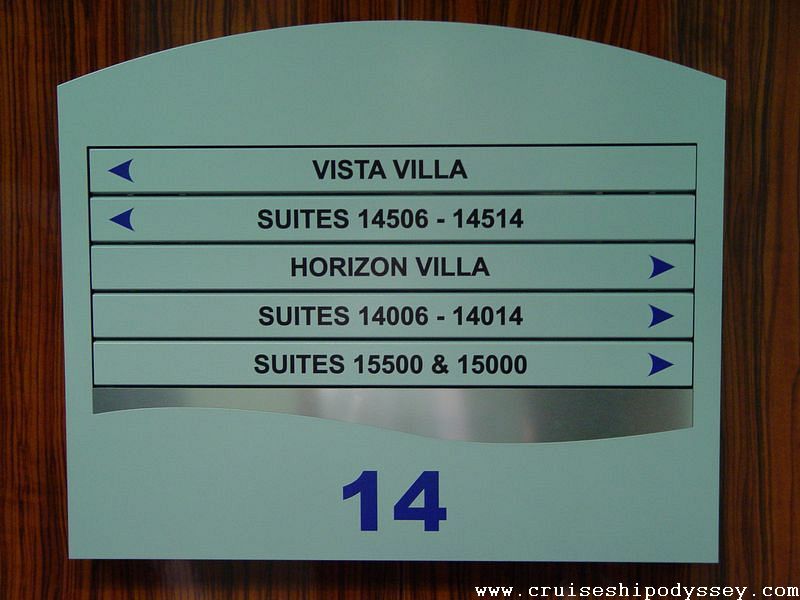 VISTA VILLA
SUITES 14506 - 14514
HORIZON VILLA
SUITES 14006 - 14014
SUITES 15500 & 15000
14
www.cruiseshipodyssey.com